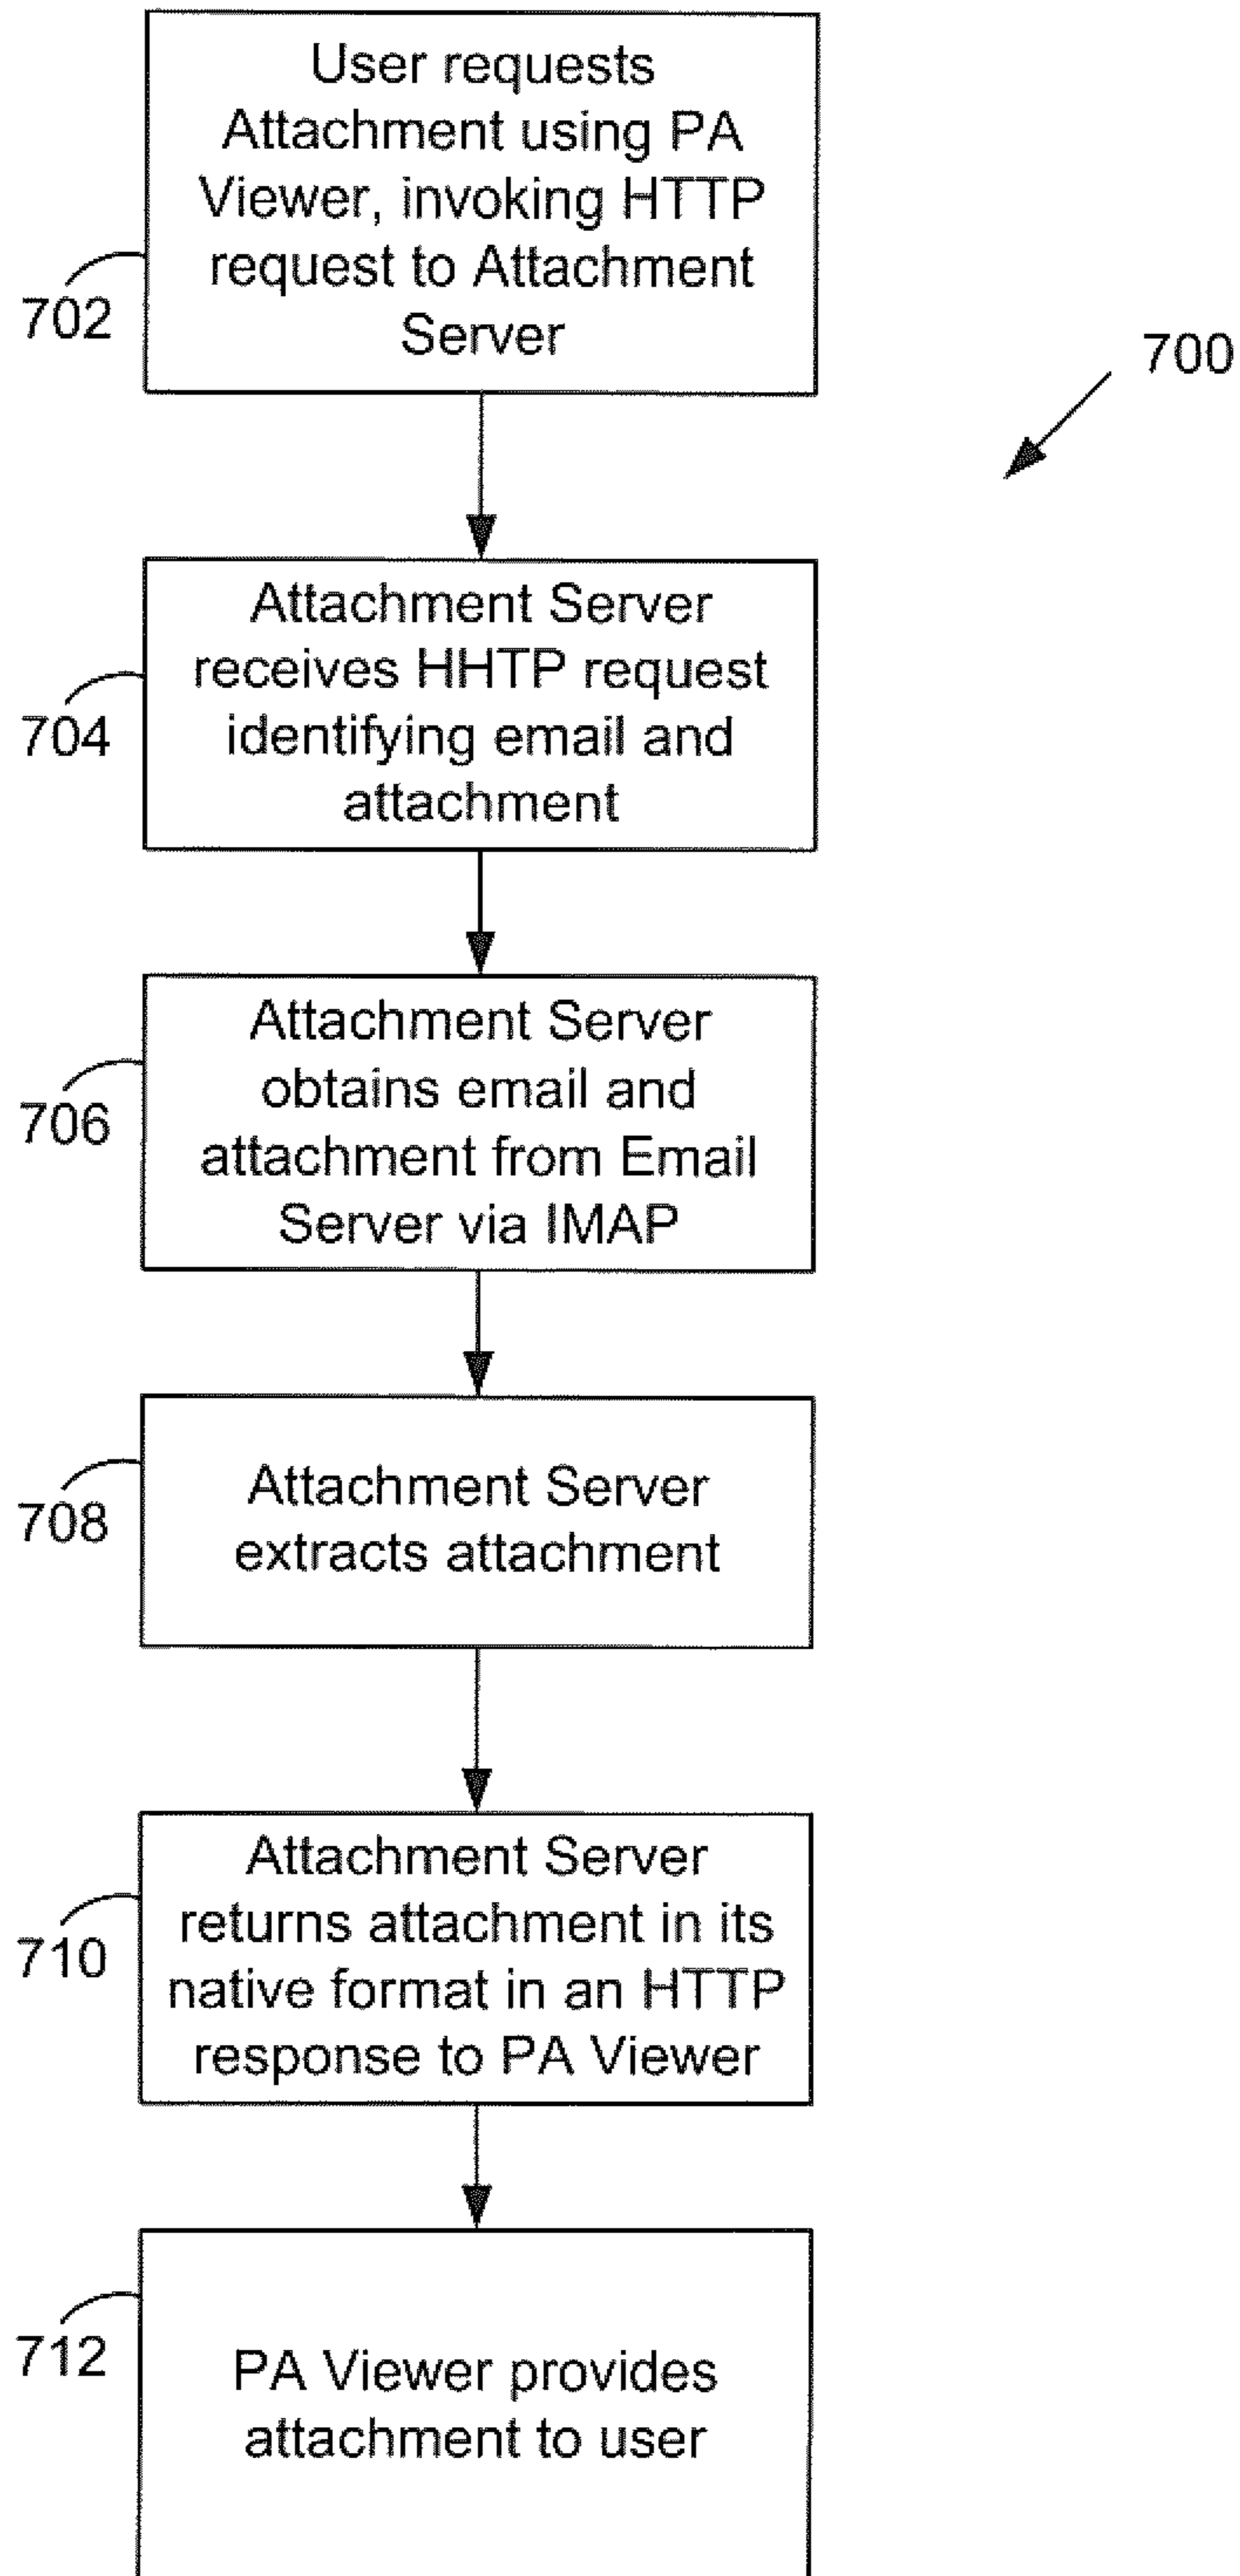 User requests
Attachment using PA
Viewer, invoking HTTP
request to Attachment
Server
702
700
Attachment Server
receives HHTP request
identifying email and
attachment
704
Attachment Server
obtains email and
attachment from Email
Server via IMAP
706
Attachment Server
extracts attachment
708
Attachment Server
returns attachment in its
native format in an HTTP
response to PA Viewer
710
PA Viewer provides
attachment to user
712